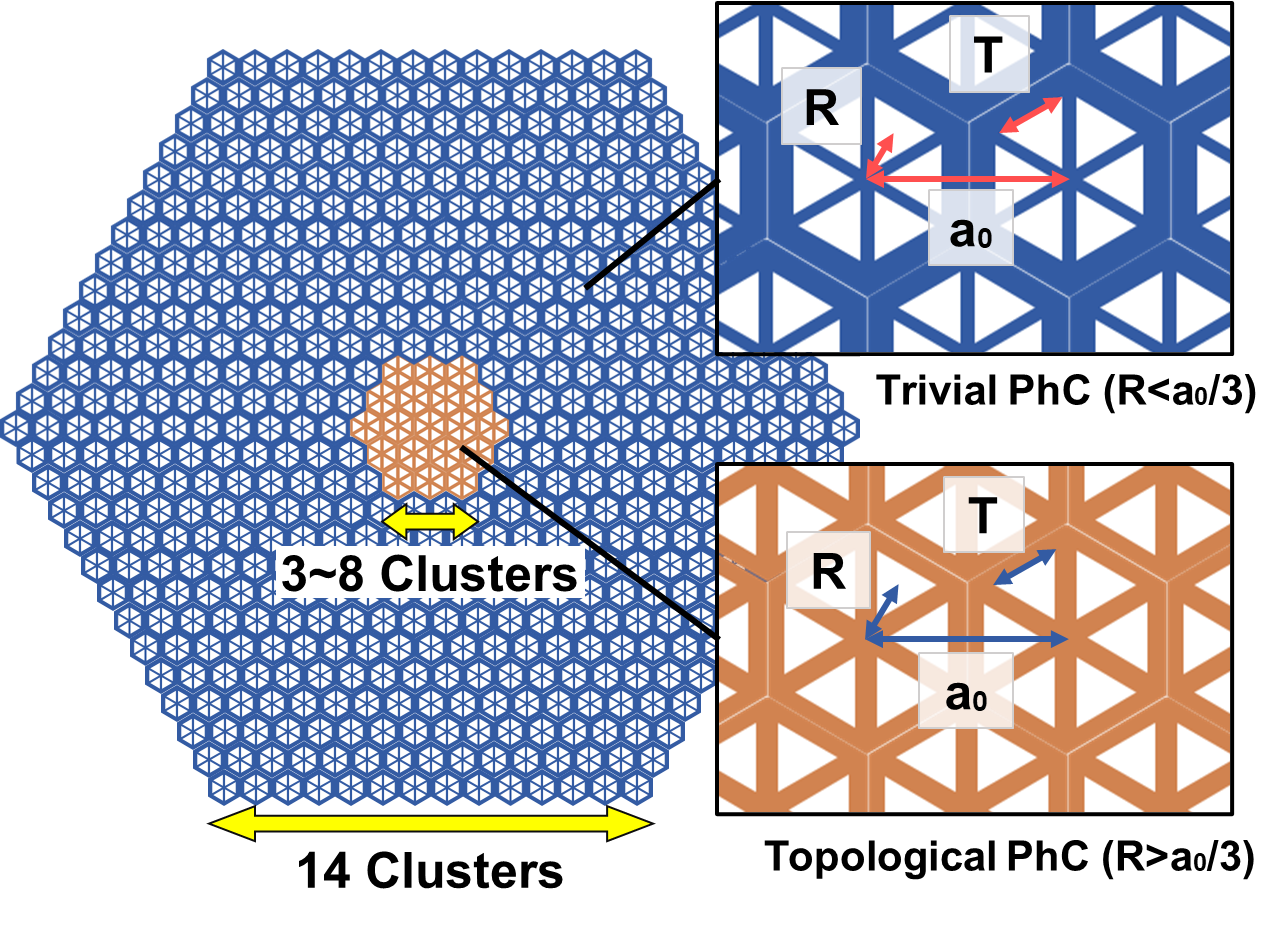 T
R
a₀
Trivial PhC (R<a₀/3)
T
R
a₀
3~8 Clusters
14 Clusters
Topological PhC (R>a₀/3)